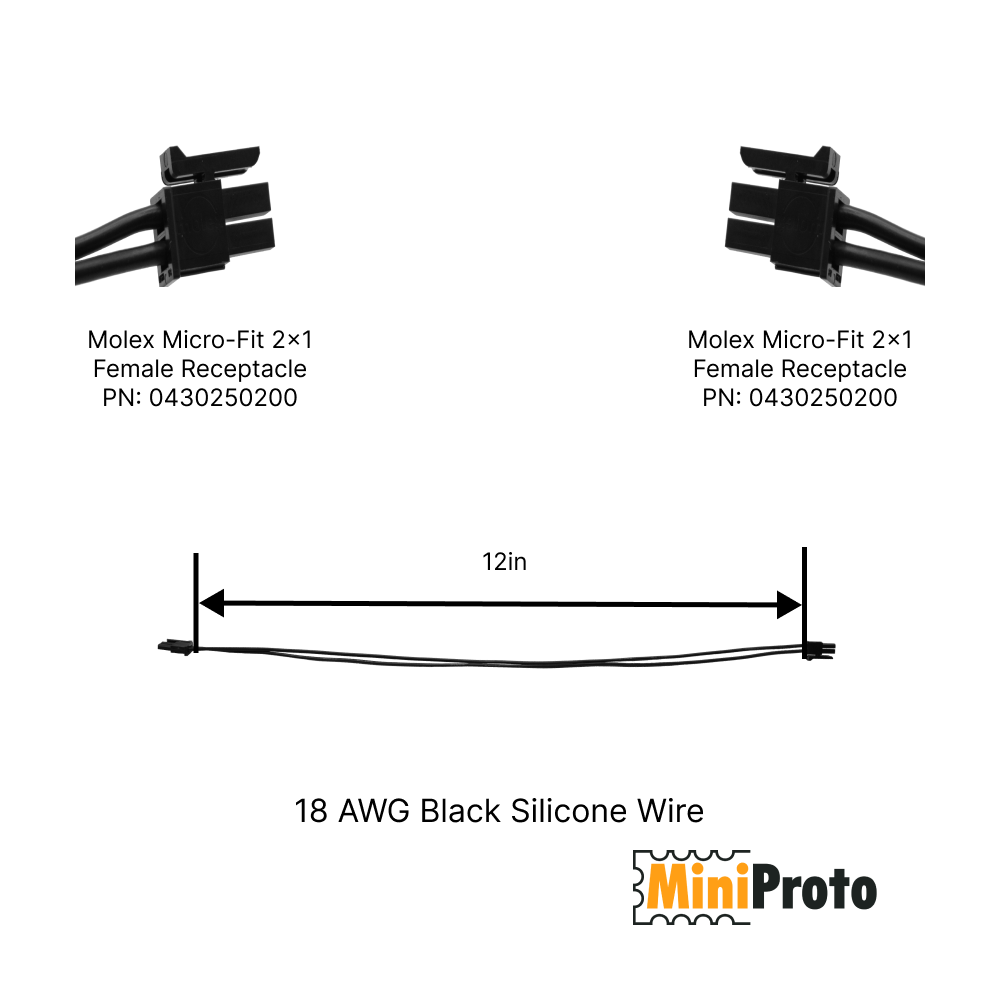 Molex Micro-Fit 2×1
Female Receptacle
PN: 0430250200
Molex Micro-Fit 2×1
Female Receptacle
PN: 0430250200
12in
18 AWG Black Silicone Wire
MiniProto